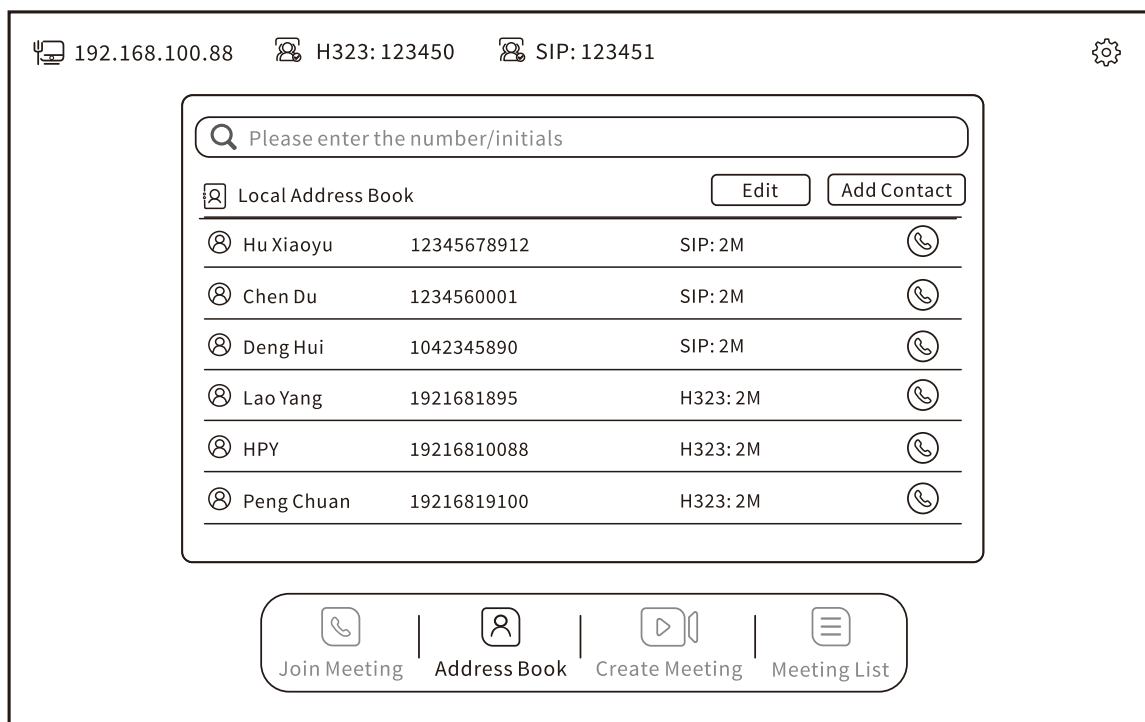 192.168.100.88 H323: 123450 SIP: 123451
Please enter the number/initials
Local Address Book Edit Add Contact
Hu Xiaoyu 12345678912 SIP: 2M
Chen Du 1234560001 SIP: 2M
Deng Hui 1042345890 SIP: 2M
Lao Yang 1921681895 H323: 2M
HPY 19216810088 H323: 2M
Peng Chuan 19216819100 H323: 2M
Join Meeting Address Book Create Meeting Meeting List